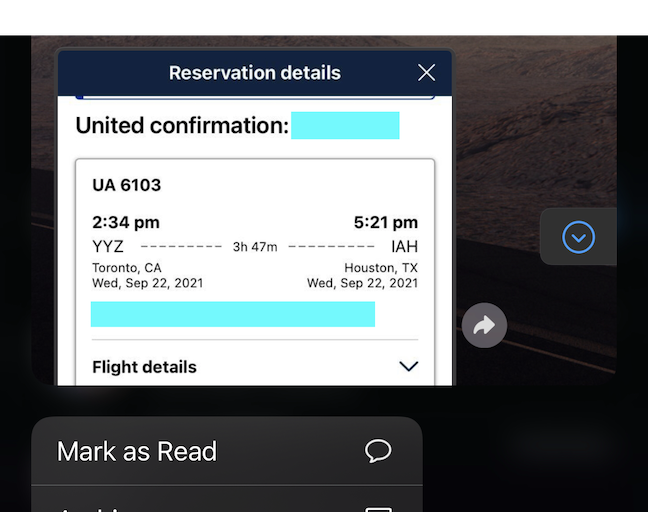 Reservation details
United confirmation:
UA 6103
2:34 pm 5:21 pm
YYZ 3h 47m IAH
Toronto, CA Houston, TX
Wed, Sep 22, 2021 Wed, Sep 22, 2021
Flight details
Mark as Read